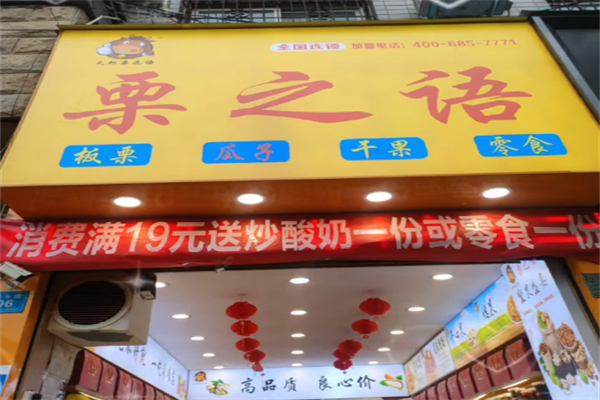 全国连锁 加盟电话：400-685-7771
栗之语
板栗 瓜子 干果 零食
消费满19元送炒酸奶一份或零食一份
高品质 良心价